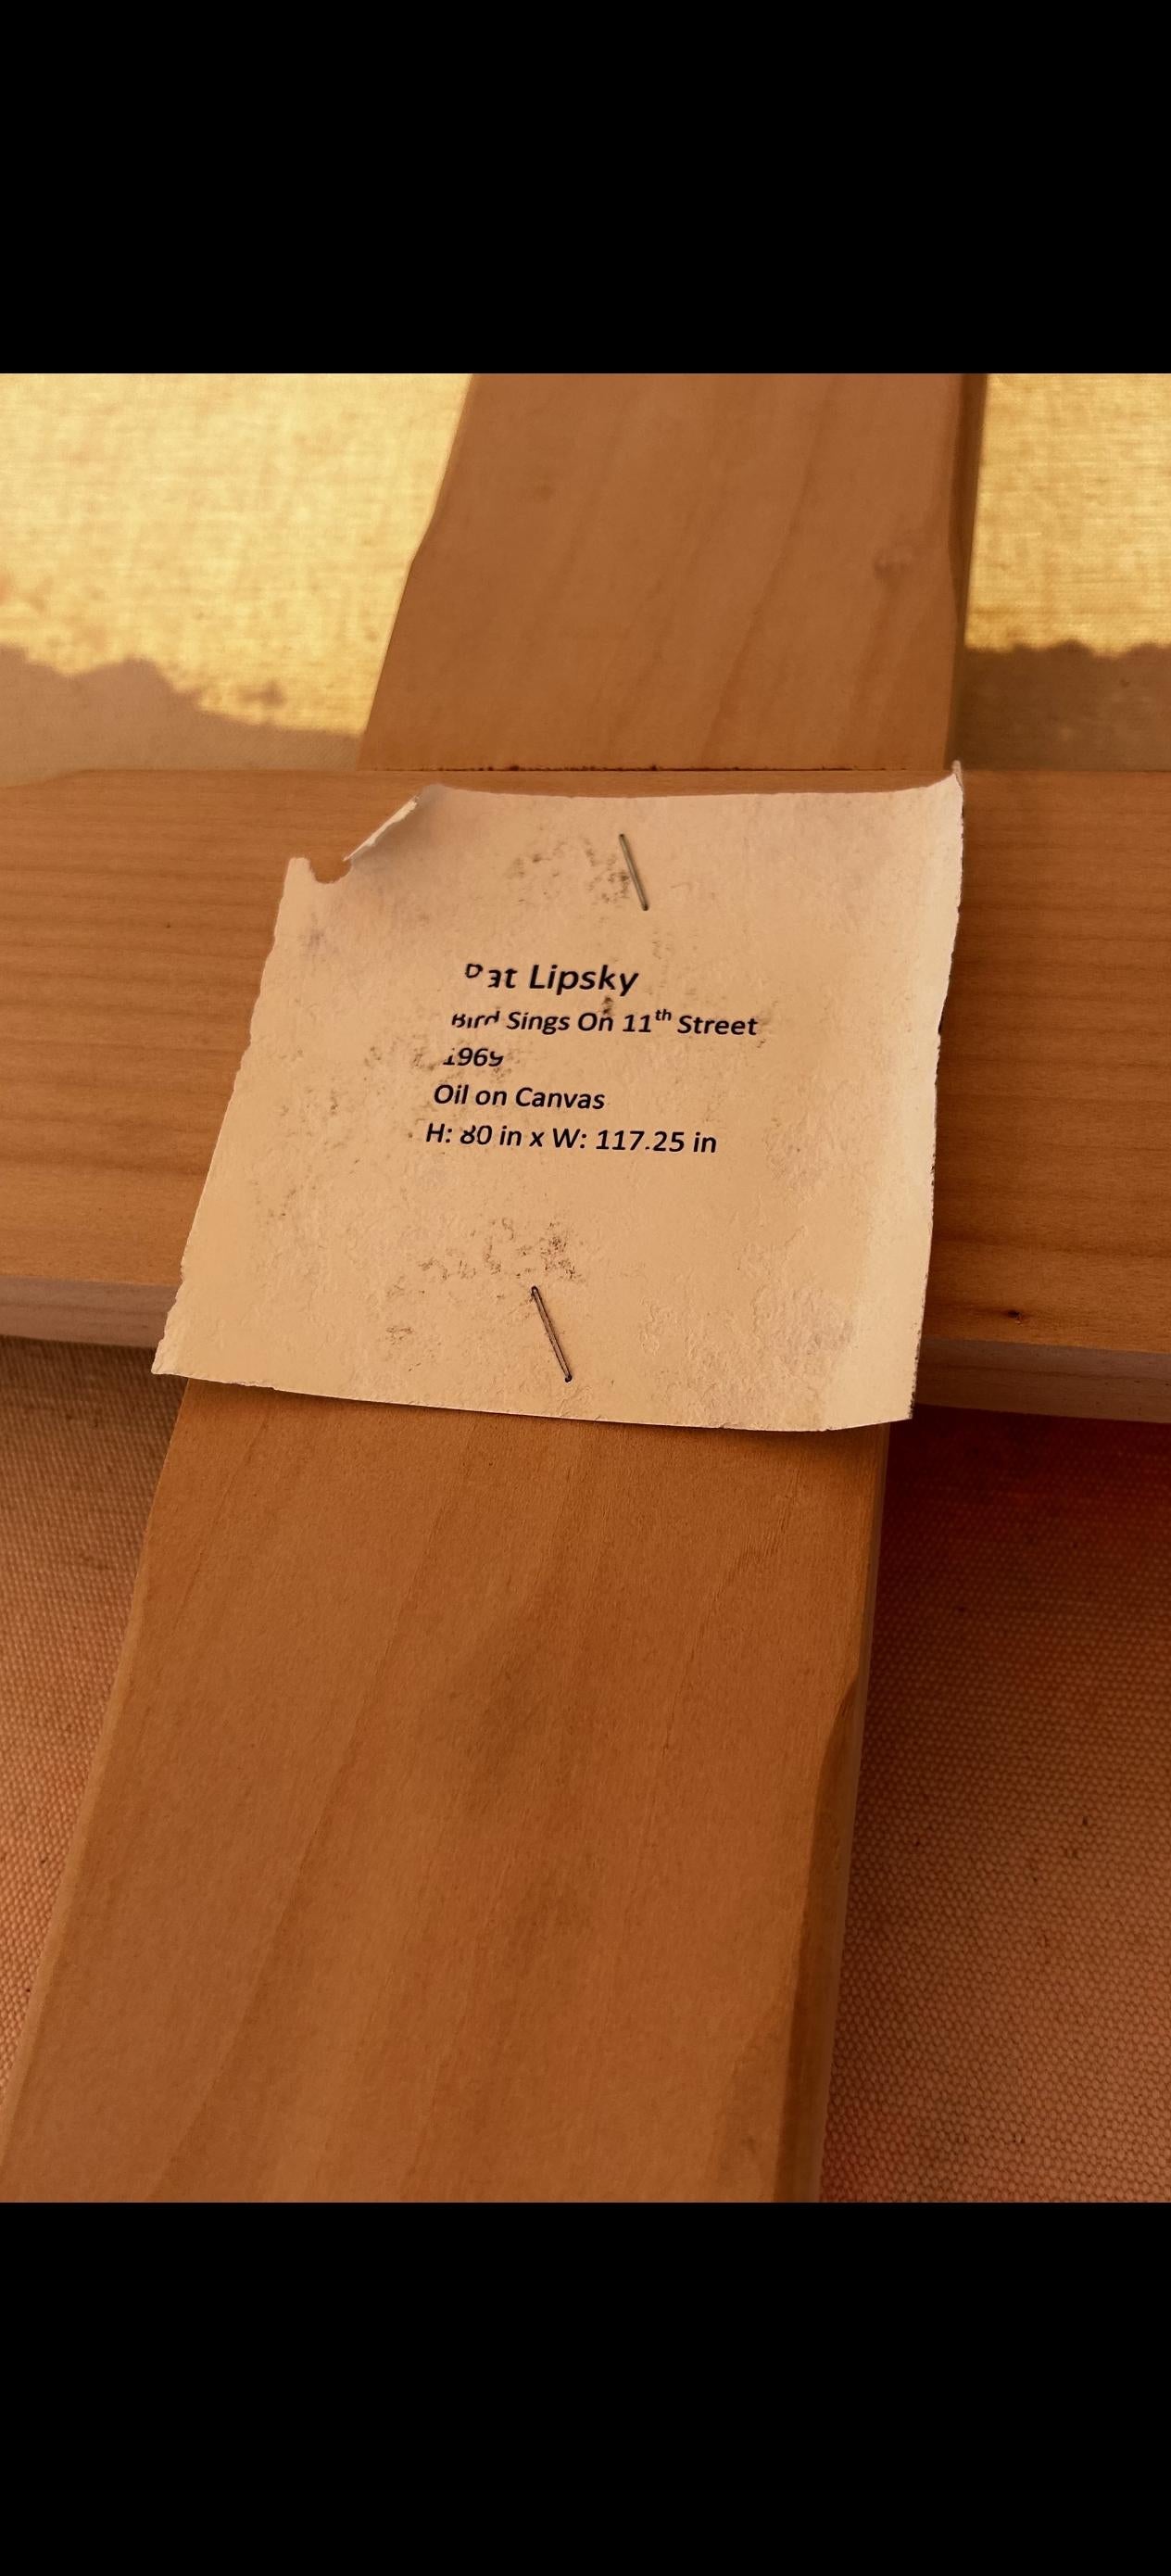 Pat Lipsky
Bird Sings On 11th Street
1969
Oil on Canvas
H: 80 in x W: 117.25 in